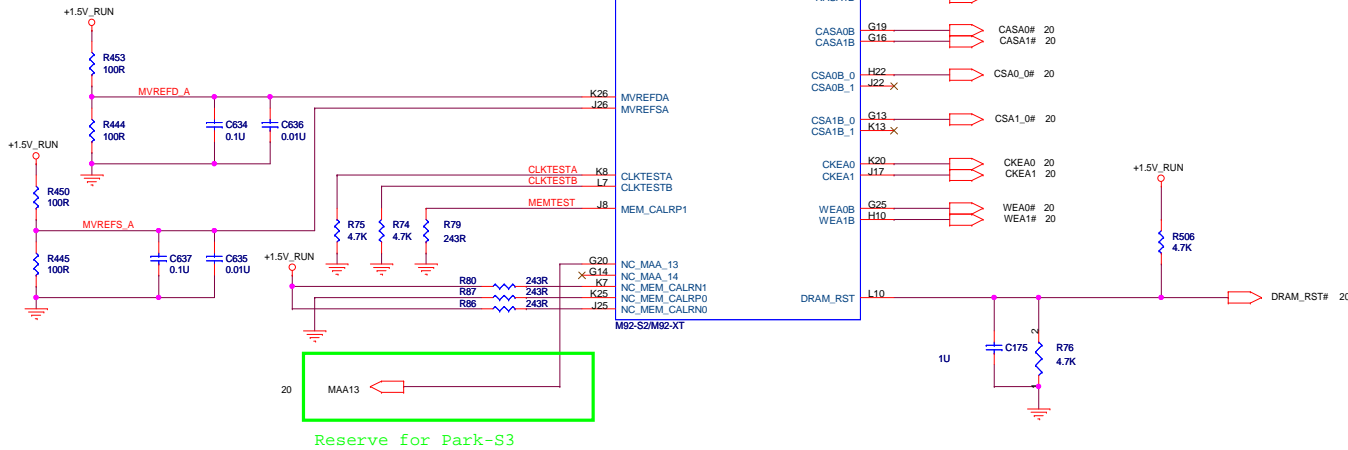 +1.5V_RUN
R453
100R
MVREFD_A
R444
100R
C634
0.1U
C636
0.01U
+1.5V_RUN
R450
100R
MVREFS_A
R445
100R
C637
0.1U
C635
0.01U
K26
J26
MVREFDA
MVREFSA
CLKTESTA
CLKTESTB
K8
L7
CLKTESTA
CLKTESTB
MEMTEST
J8
MEM_CALRP1
R75
4.7K
R74
4.7K
R79
243R
+1.5V_RUN
R80
243R
R87
243R
R86
243R
G20
G14
K7
K25
J25
NC_MAA_13
NC_MAA_14
NC_MEM_CALRN1
NC_MEM_CALRP0
NC_MEM_CALRN0
M92-S2/M92-XT
CASA0B
CASA1B
G19
G16
CASA0# 20
CASA1# 20
CSA0B_0
CSA0B_1
H22
J22
CSA0_0# 20
CSA1B_0
CSA1B_1
G13
K13
CSA1_0# 20
CKEA0
CKEA1
K20
J17
CKEA0 20
CKEA1 20
WEA0B
WEA1B
G25
H10
WEA0# 20
WEA1# 20
+1.5V_RUN
R506
4.7K
DRAM_RST
L10
DRAM_RST# 20
1U
C175
2
R76
4.7K
1
20
MAA13
Reserve for Park-S3